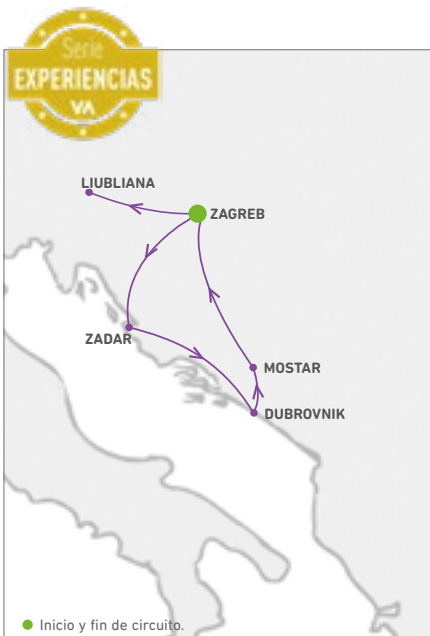 Serie
EXPERIENCIAS
VA
LIUBLIANA
ZAGREB
ZADAR
MOSTAR
DUBROVNIK
Inicio y fin de circuito.